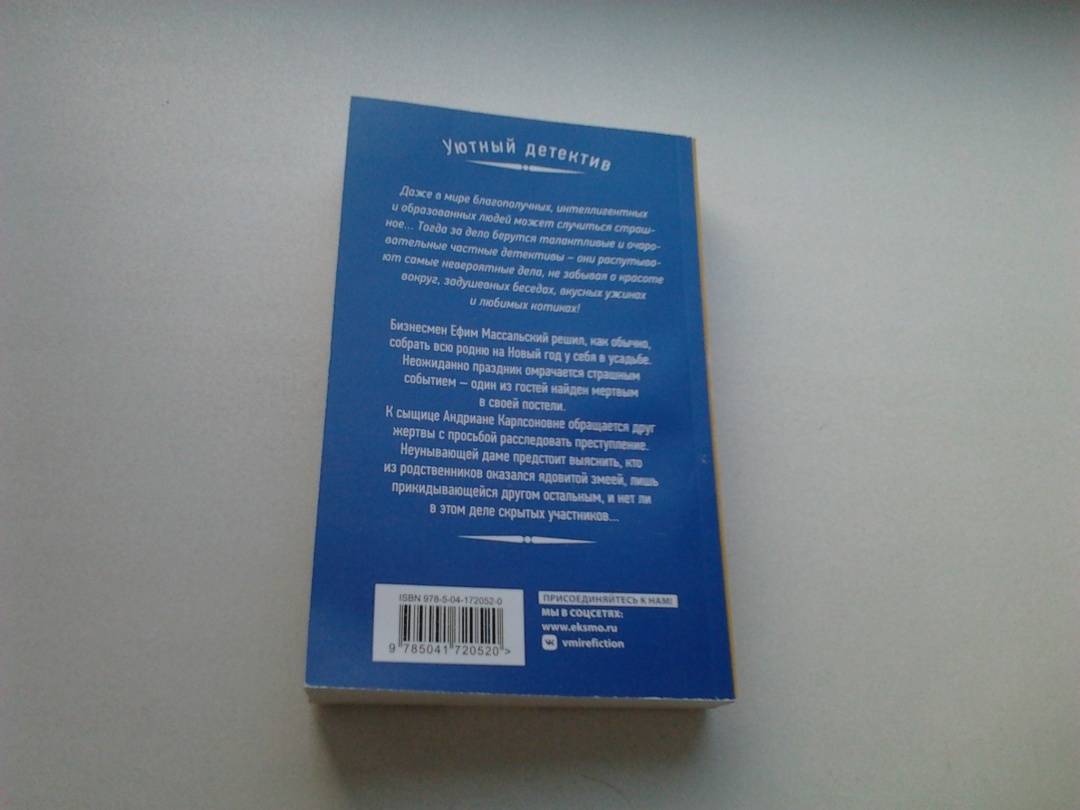 Уютный детектив
Даже в мире благополучных, интеллигентных
и образованных людей может случиться страш-
ное... Тогда за дело берутся талантливые и очаро-
вательные частные детективы – они распутыва-
ют самые невероятные дела, не забывая о красоте
вокруг, задушевных беседах, вкусных ужинах
и любимых котиках!
Бизнесмен Ефим Массальский решил, как обычно,
собрать всю родню на Новый год у себя в усадьбе.
Неожиданно праздник омрачается страшным
событием – один из гостей найден мертвым
в своей постели.
К сыщице Андриане Карлсоновне обращается друг
жертвы с просьбой расследовать преступление.
Неунывающей даме предстоит выяснить, кто
из родственников оказался ядовитой змеей, лишь
прикидывающейся другом остальным, и нет ли
в этом деле скрытых участников...
ISBN 978-5-04-172052-0
9 785041 720520 >
ПРИСОЕДИНЯЙТЕСЬ К НАМ!
МЫ В СОЦСЕТЯХ:
www.eksmo.ru
vmirefiction